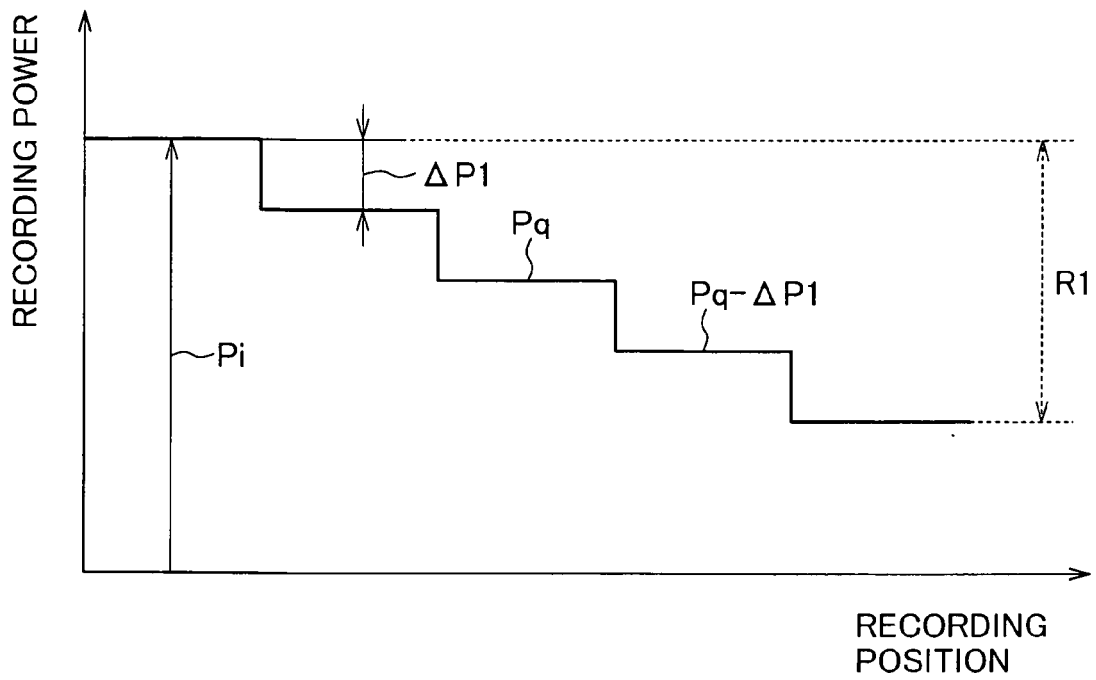 RECORDING POWER
ΔP1
Pq
Pq-ΔP1
R1
Pi
RECORDING
POSITION